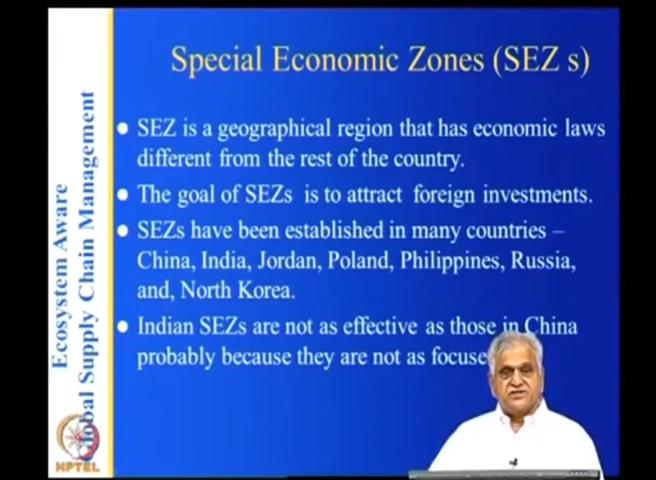 Special Economic Zones (SEZ s)
SEZ is a geographical region that has economic laws
different from the rest of the country.
The goal of SEZs is to attract foreign investments.
SEZs have been established in many countries –
China, India, Jordan, Poland, Philippines, Russia,
and, North Korea.
Indian SEZs are not as effective as those in China
probably because they are not as focuse
Ecosystem Aware
Global Supply Chain Management
NPTEL